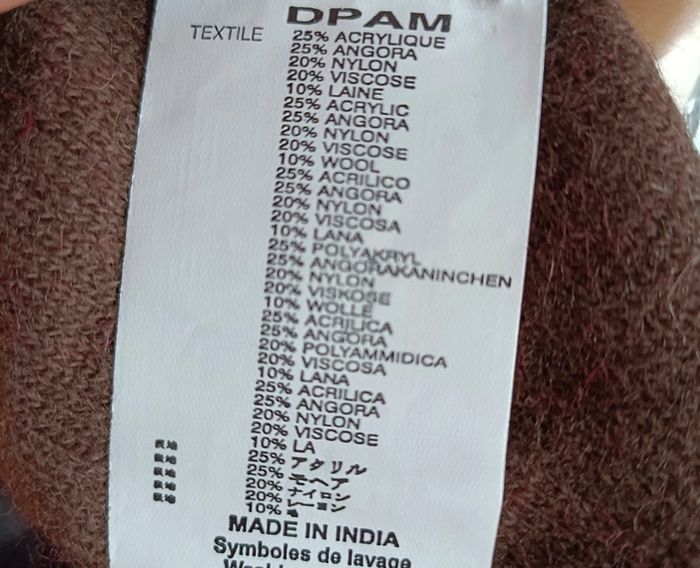 DPAM
TEXTILE 25% ACRYLIQUE
25% ANGORA
20% NYLON
20% VISCOSE
10% LAINE
25% ACRYLIC
25% ANGORA
20% NYLON
20% VISCOSE
10% WOOL
25% ACRILICO
25% ANGORA
20% NYLON
20% VISCOSA
10% LANA
25% POLYAKRYL
25% ANGORAKANINCHEN
20% NYLON
20% VISKOSE
10% WOLLE
25% ACRILICA
25% ANGORA
20% POLYAMMIDICA
20% VISCOSA
10% LANA
25% ACRILICA
25% ANGORA
20% NYLON
20% VISCOSE
10% LA
25% アクリル
25% モヘア
20% ナイロン
20% レーヨン
10%
MADE IN INDIA
Symboles de lavage